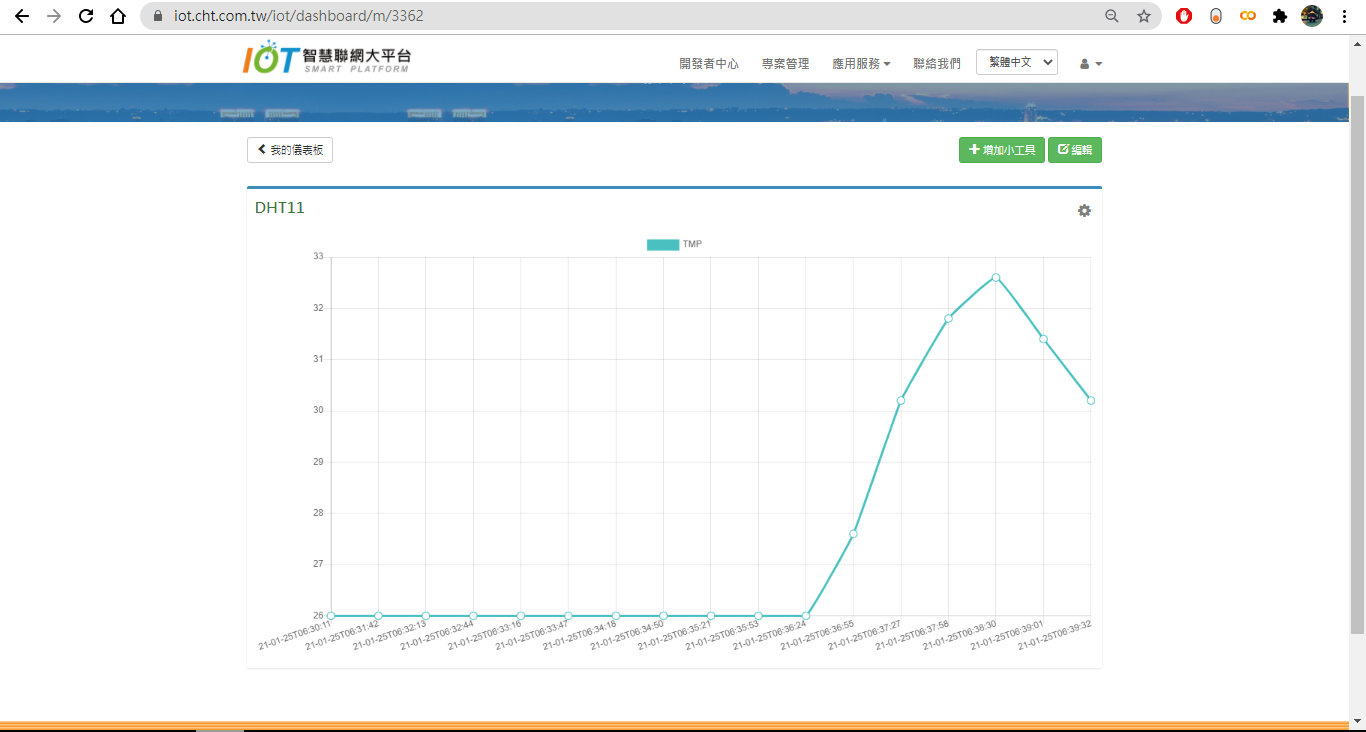 iot.cht.com.tw/iot/dashboard/m/3362
IOT 智慧聯網大平台
SMART PLATFORM
開發者中心 專案管理 應用服務 聯絡我們 繁體中文
我的儀表板 增加小工具 編輯
DHT11
TMP
33
32
31
30
29
28
27
26
21-01-25T06:30:11 21-01-25T06:31:42 21-01-25T06:32:13 21-01-25T06:32:44 21-01-25T06:33:16 21-01-25T06:33:47 21-01-25T06:34:18 21-01-25T06:34:50 21-01-25T06:35:21 21-01-25T06:35:53 21-01-25T06:36:24 21-01-25T06:36:55 21-01-25T06:37:27 21-01-25T06:37:58 21-01-25T06:38:30 21-01-25T06:39:01 21-01-25T06:39:32